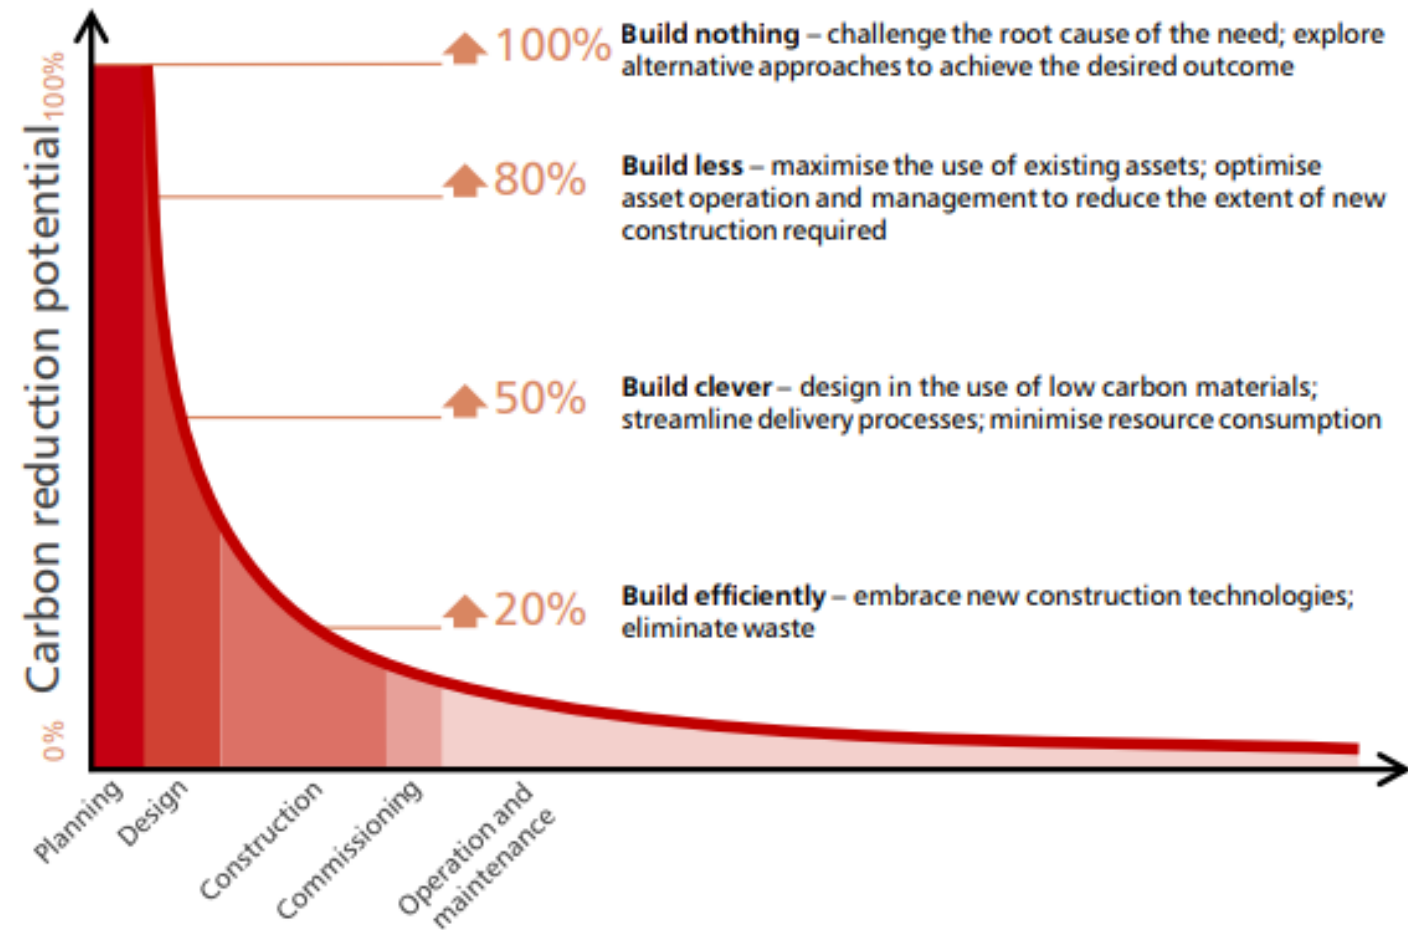 100%
Build nothing – challenge the root cause of the need; explore
alternative approaches to achieve the desired outcome
80%
Build less – maximise the use of existing assets; optimise
asset operation and management to reduce the extent of new
construction required
50%
Build clever – design in the use of low carbon materials;
streamline delivery processes; minimise resource consumption
20%
Build efficiently – embrace new construction technologies;
eliminate waste
100%
Carbon reduction potential
0%
Planning
Design
Construction
Commissioning
Operation and
maintenance